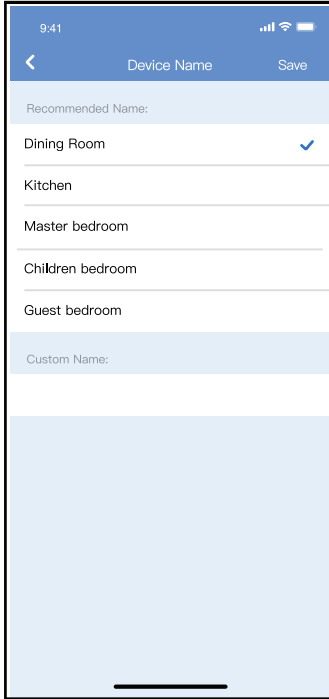 9:41
Device Name Save
Recommended Name:
Dining Room
Kitchen
Master bedroom
Children bedroom
Guest bedroom
Custom Name: